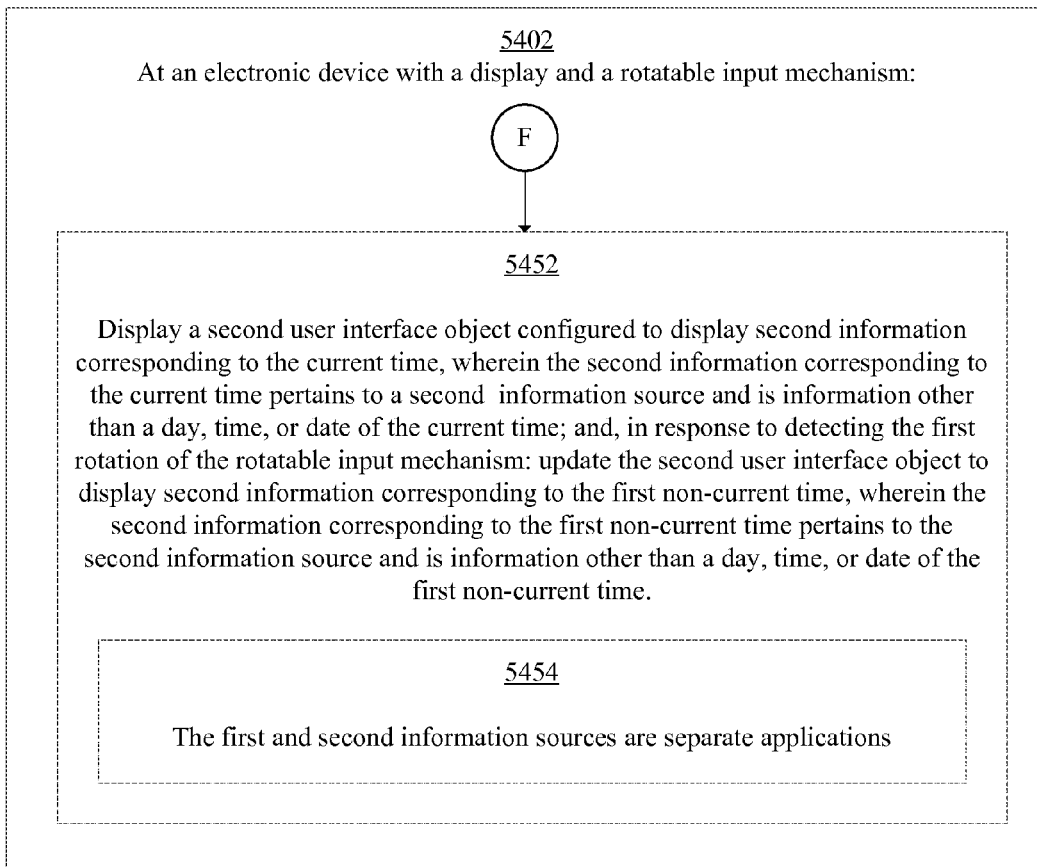 5402
At an electronic device with a display and a rotatable input mechanism:
F
5452
Display a second user interface object configured to display second information
corresponding to the current time, wherein the second information corresponding to
the current time pertains to a second information source and is information other
than a day, time, or date of the current time; and, in response to detecting the first
rotation of the rotatable input mechanism: update the second user interface object to
display second information corresponding to the first non-current time, wherein the
second information corresponding to the first non-current time pertains to the
second information source and is information other than a day, time, or date of the
first non-current time.
5454
The first and second information sources are separate applications